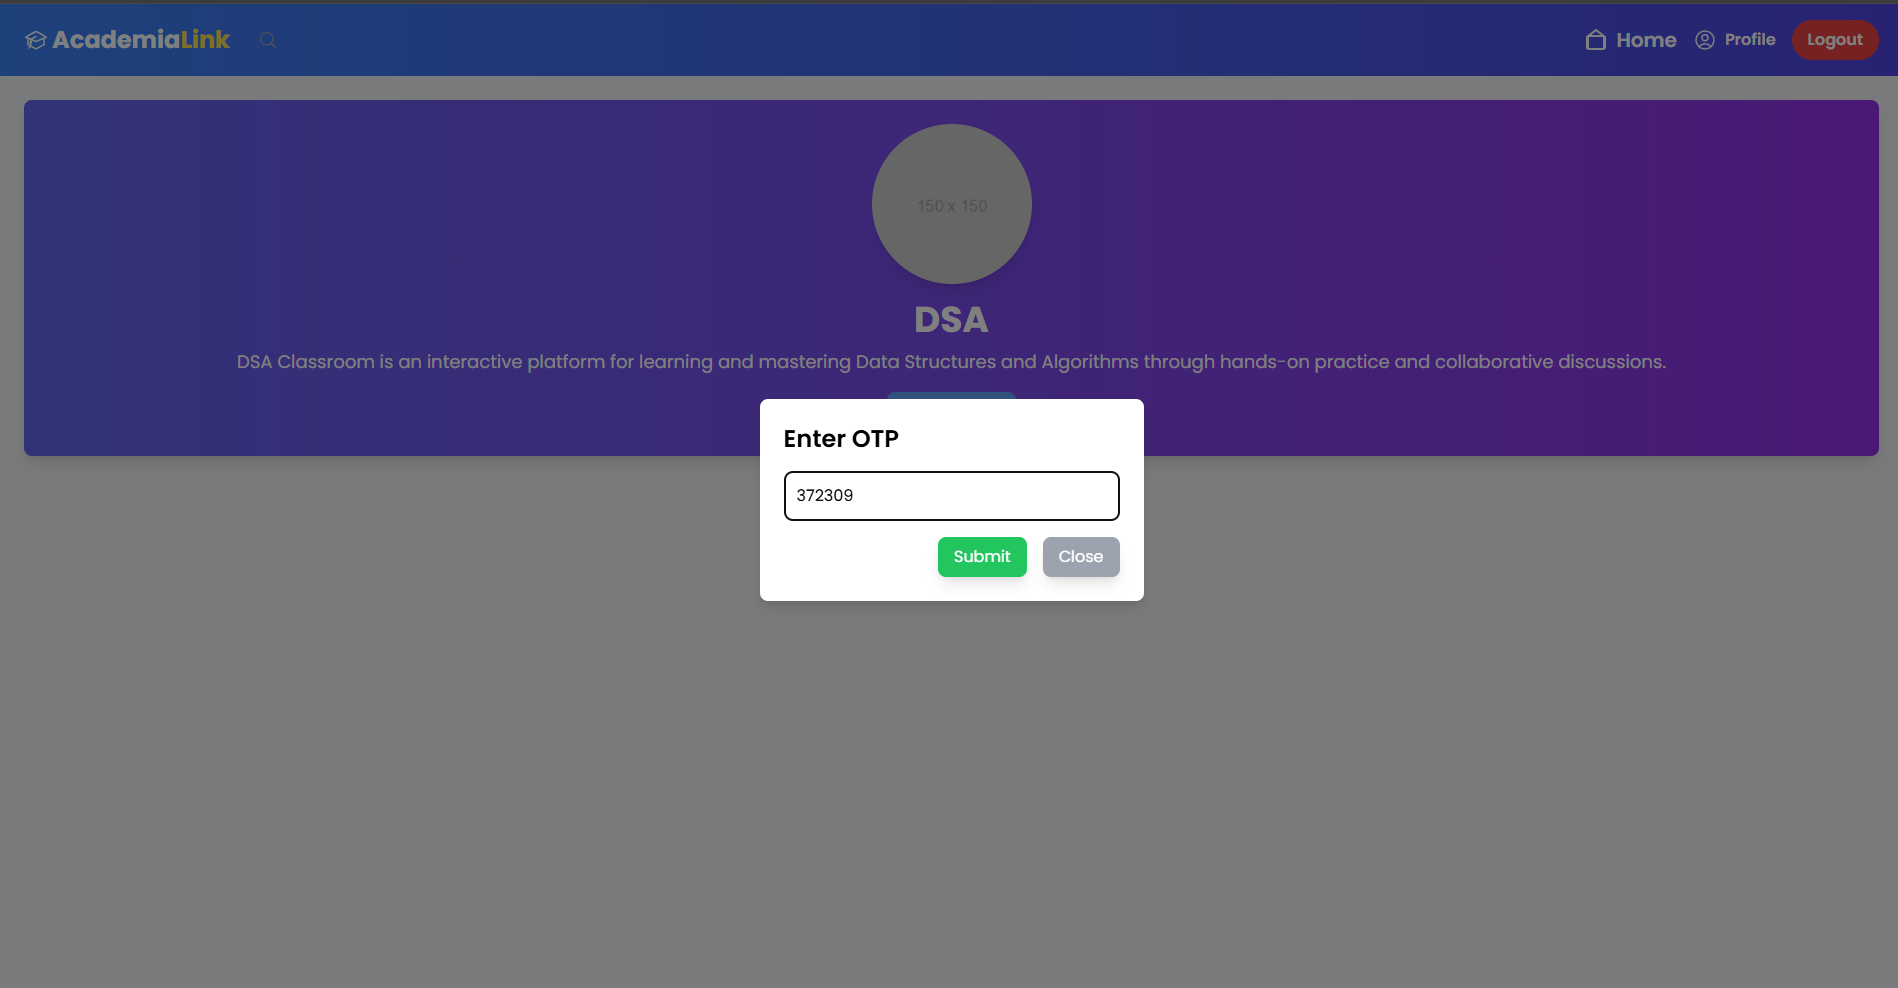 AcademiaLink
Home
Profile
Logout
150 x 150
DSA
DSA Classroom is an interactive platform for learning and mastering Data Structures and Algorithms through hands-on practice and collaborative discussions.
Enter OTP
372309
Submit
Close